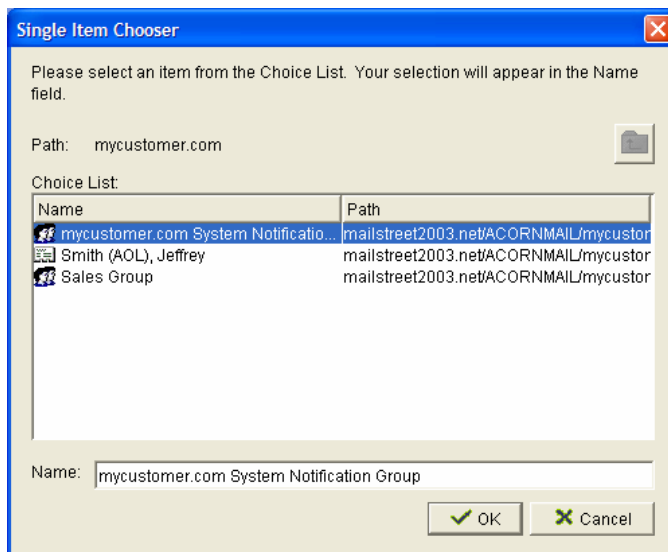 Single Item Chooser
Please select an item from the Choice List. Your selection will appear in the Name
field.
Path: mycustomer.com
Choice List:
Name Path
mycustomer.com System Notificatio... mailstreet2003.net/ACORNMAIL/mycustor
Smith (AOL), Jeffrey mailstreet2003.net/ACORNMAIL/mycustor
Sales Group mailstreet2003.net/ACORNMAIL/mycustor
Name: mycustomer.com System Notification Group
OK Cancel